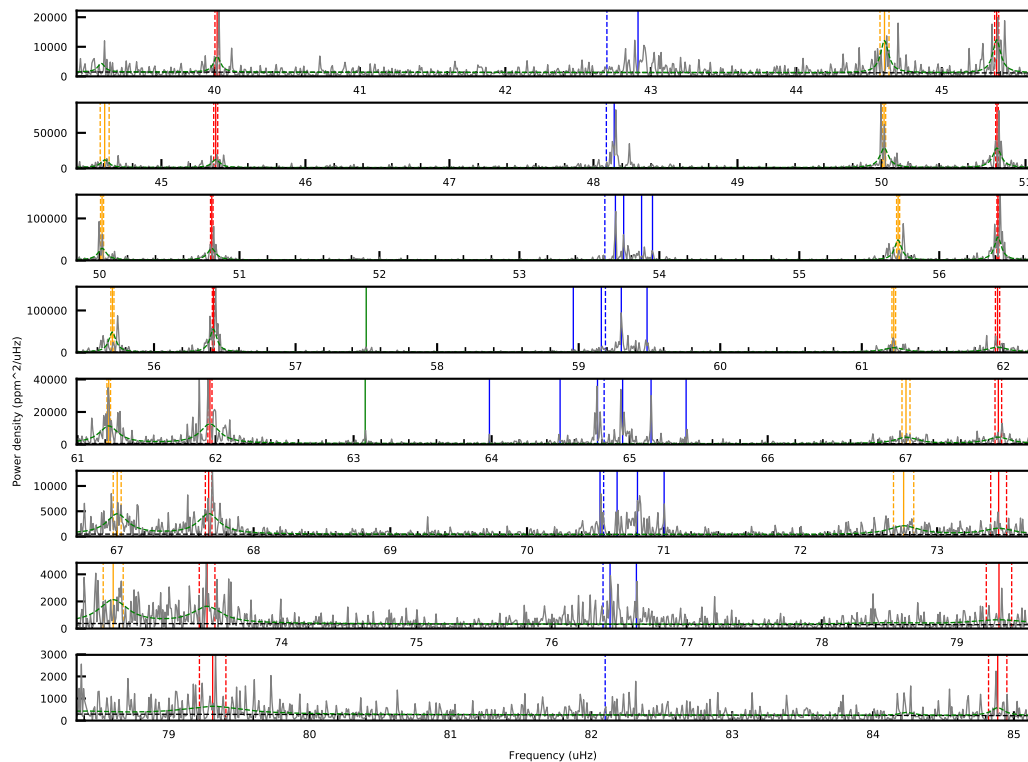 20000
10000
0
40 41 42 43 44 45
50000
0
45 46 47 48 49 50 51
100000
0
50 51 52 53 54 55 56
100000
0
56 57 58 59 60 61 62
40000
20000
0
61 62 63 64 65 66 67
10000
5000
0
67 68 69 70 71 72 73
4000
2000
0
73 74 75 76 77 78 79
3000
2000
1000
0
79 80 81 82 83 84 85
Power density (ppm^2/uHz)
Frequency (uHz)